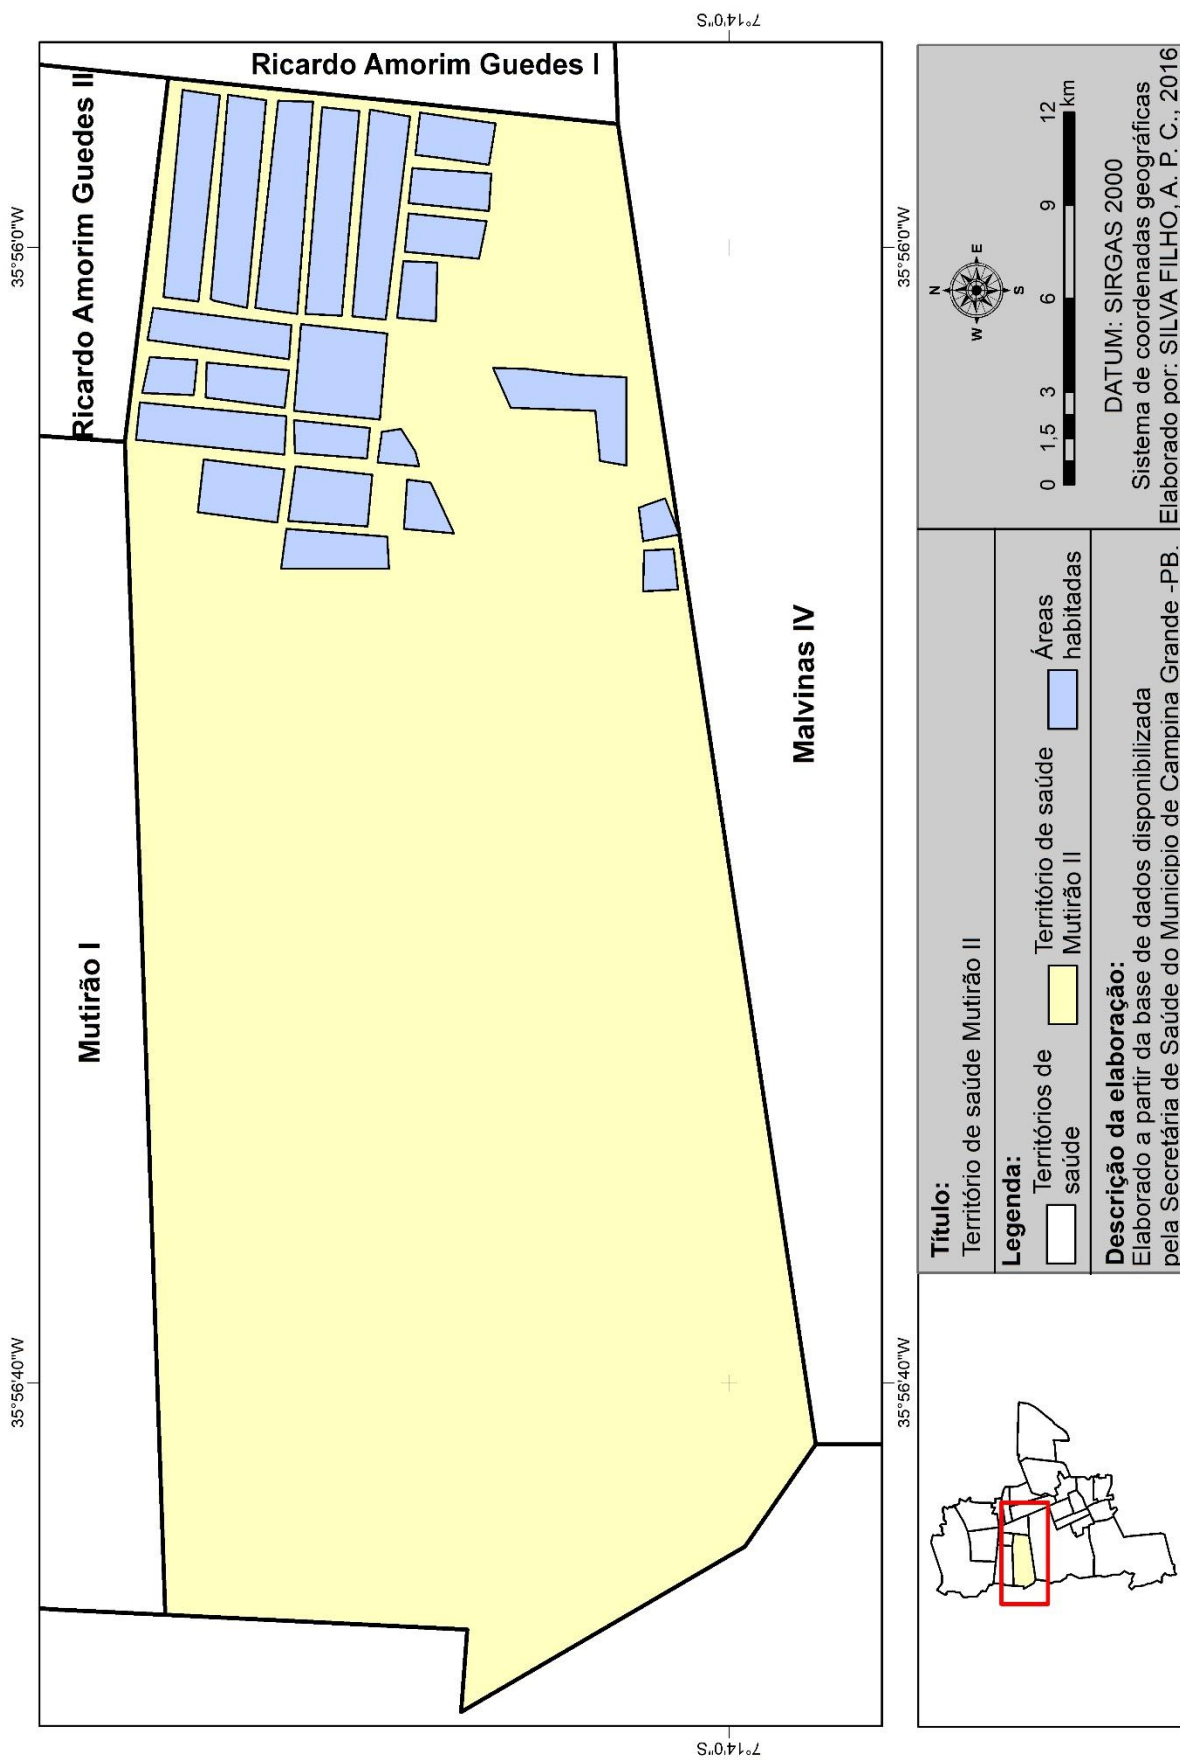 35°56'40"W
35°56'0"W
7°14'0"S
7°14'0"S
Mutirão I
Ricardo Amorim Guedes II
Ricardo Amorim Guedes I
Malvinas IV
35°56'40"W
35°56'0"W
Título:
Território de saúde Mutirão II
Legenda:
Territórios de
saúde
Território de saúde
Mutirão II
Áreas
habitadas
Descrição da elaboração:
Elaborado a partir da base de dados disponibilizada
pela Secretária de Saúde do Municipio de Campina Grande -PB.
N
W
E
S
0 1,5 3 6 9 12
km
DATUM: SIRGAS 2000
Sistema de coordenadas geográficas
Elaborado por: SILVA FILHO, A. P. C., 2016